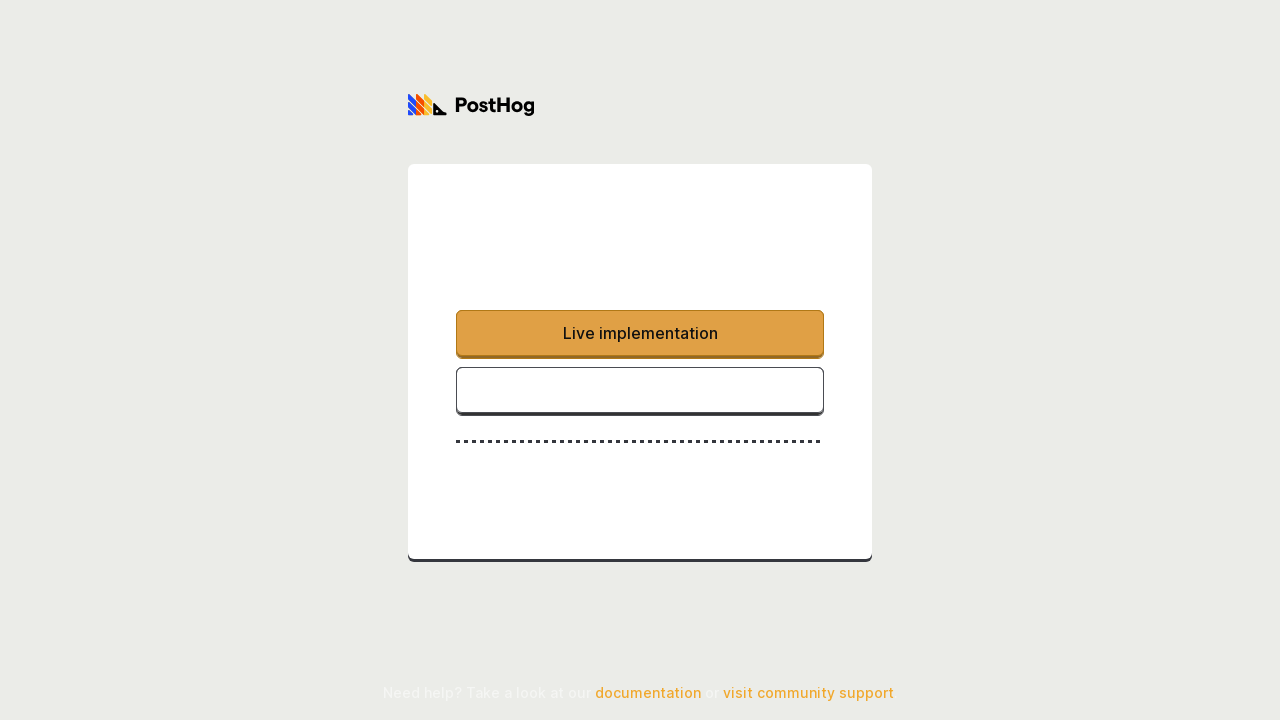 PostHog
Live implementation
Need help? Take a look at our documentation or visit community support